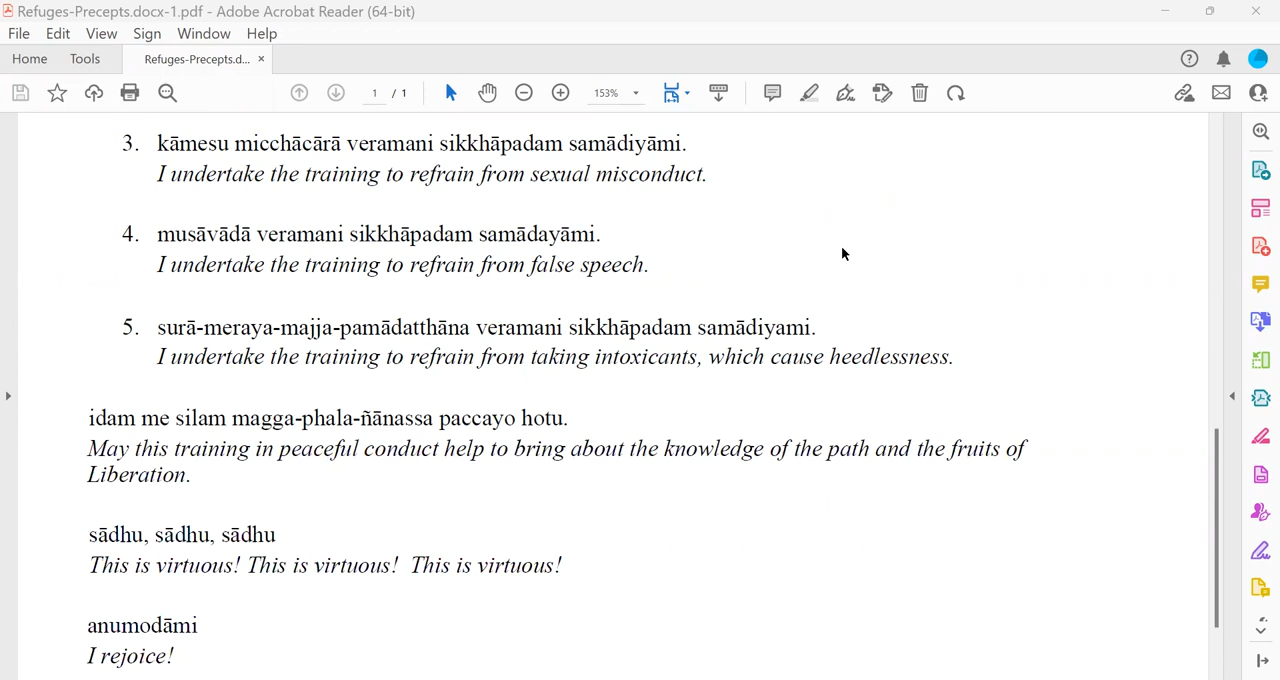 Refuges-Precepts.docx-1.pdf - Adobe Acrobat Reader (64-bit)
File Edit View Sign Window Help
Home Tools Refuges-Precepts.d... ×
1 / 1 153%
3. kāmesu micchācārā veramani sikkhāpadam samādiyāmi.
I undertake the training to refrain from sexual misconduct.
4. musāvādā veramani sikkhāpadam samādayāmi.
I undertake the training to refrain from false speech.
5. surā-meraya-majja-pamādatthāna veramani sikkhāpadam samādiyami.
I undertake the training to refrain from taking intoxicants, which cause heedlessness.
idam me silam magga-phala-ñānassa paccayo hotu.
May this training in peaceful conduct help to bring about the knowledge of the path and the fruits of
Liberation.
sādhu, sādhu, sādhu
This is virtuous! This is virtuous! This is virtuous!
anumodāmi
I rejoice!